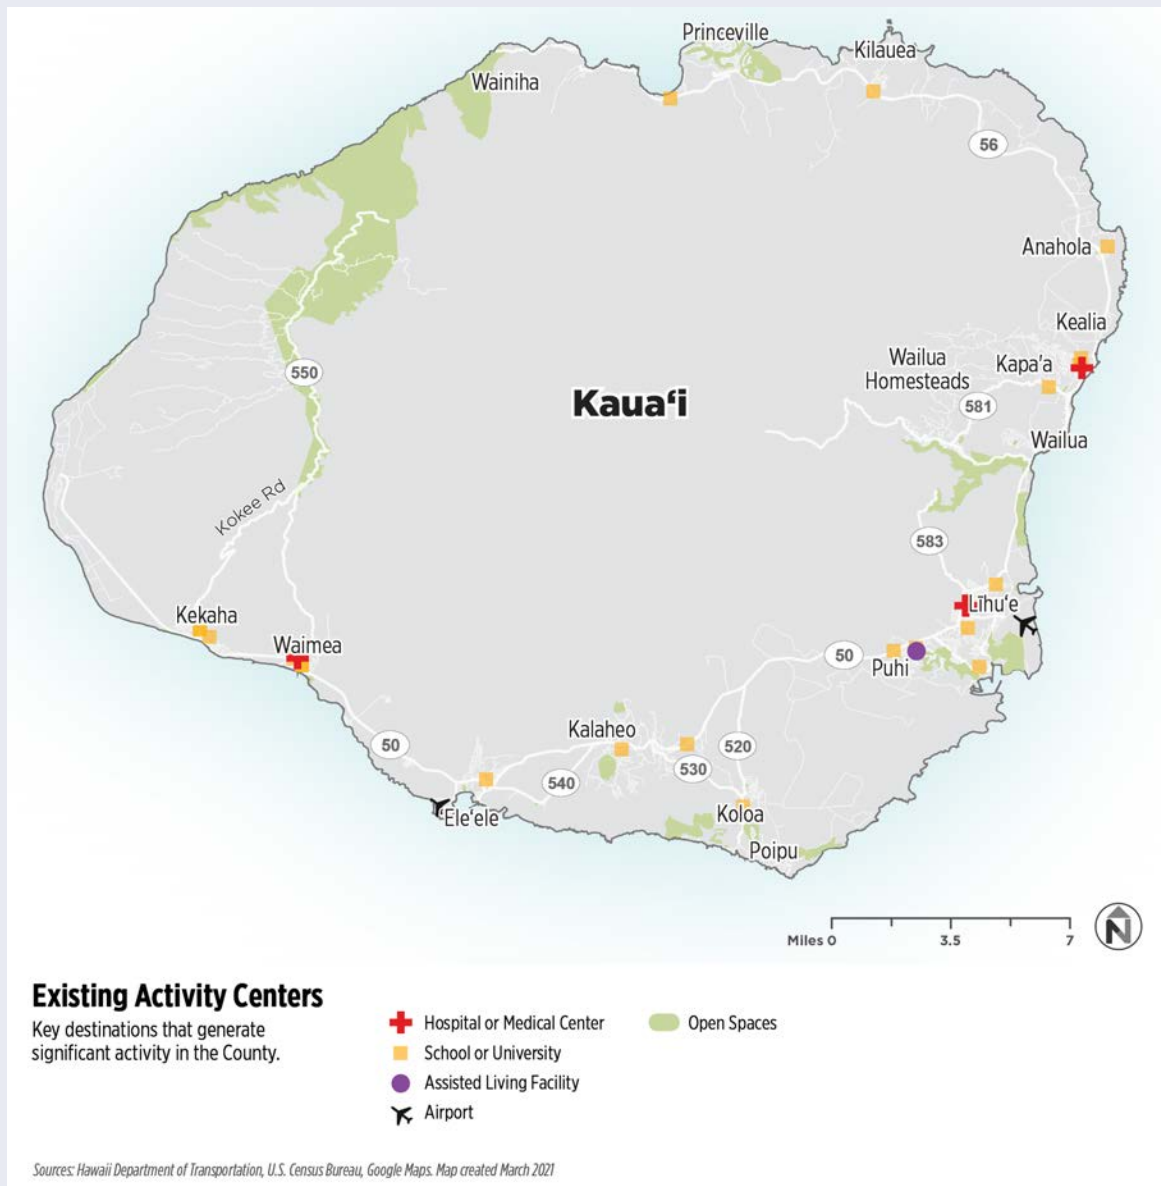 Princeville
Kilauea
Wainiha
56
Anahola
Kealia
Wailua
Homesteads
Kapa'a
550
Kaua‘i
581
Wailua
Kokee Rd
583
Kekaha
Līhu‘e
Waimea
50
Puhi
Kalaheo
50
520
530
540
Koloa
‘Ele‘ele
Poipu
Miles 0 3.5 7
N
Existing Activity Centers
Key destinations that generate
significant activity in the County.
Hospital or Medical Center
Open Spaces
School or University
Assisted Living Facility
Airport
Sources: Hawaii Department of Transportation, U.S. Census Bureau, Google Maps. Map created March 2021